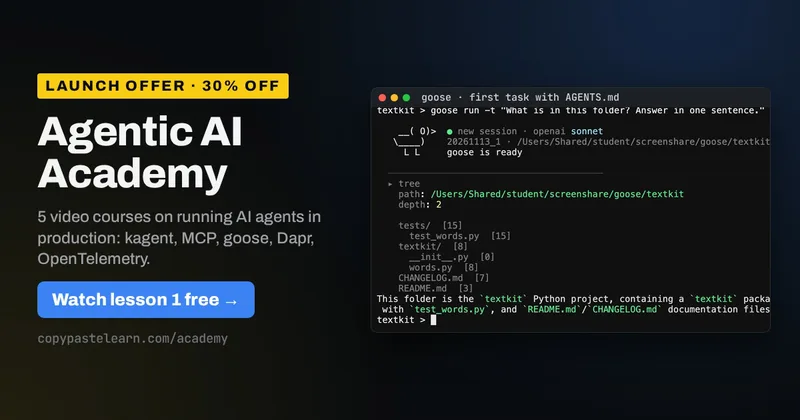 LAUNCH OFFER · 30% OFF
Agentic AI
Academy
5 video courses on running AI agents in
production: kagent, MCP, goose, Dapr,
OpenTelemetry.
Watch lesson 1 free →
copypastelearn.com/academy
goose · first task with AGENTS.md
textkit > goose run -t "What is in this folder? Answer in one sentence."
__( O)> ● new session · openai sonnet
\____) 20261113_1 · /Users/Shared/student/screenshare/goose/textkit
L L goose is ready
▸ tree
path: /Users/Shared/student/screenshare/goose/textkit
depth: 2
tests/ [15]
test_words.py [15]
textkit/ [8]
__init__.py [0]
words.py [8]
CHANGELOG.md [7]
README.md [3]
This folder is the `textkit` Python project, containing a `textkit` packa
with `test_words.py`, and `README.md`/`CHANGELOG.md` documentation files
textkit >